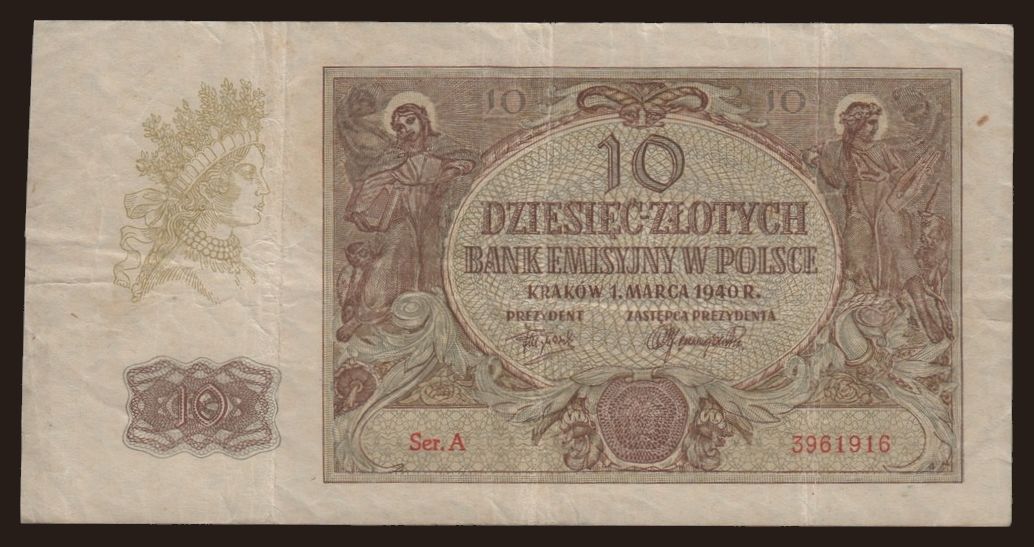 10 10
10
DZIESIĘĆ-ZŁOTYCH
BANK EMISYJNY W POLSCE
KRAKÓW 1. MARCA 1940 R.
PREZYDENT ZASTĘPCA PREZYDENTA
10
Ser. A 3961916